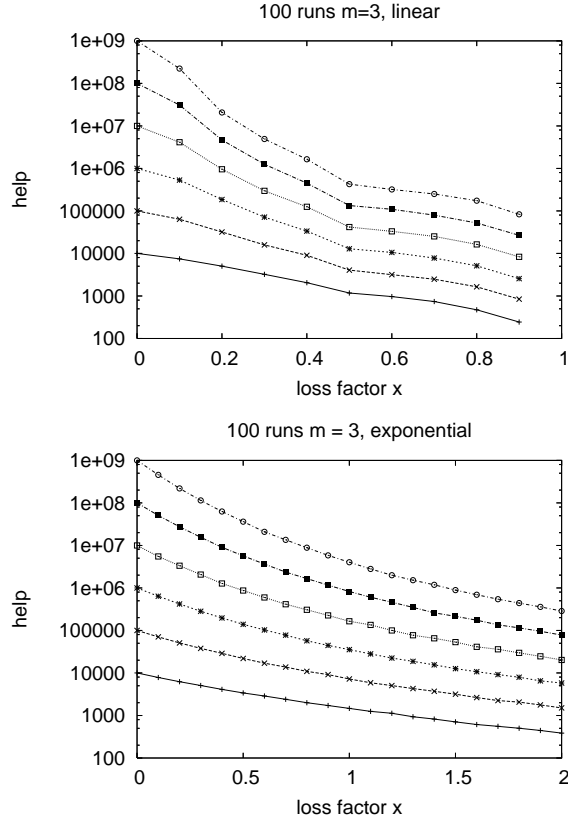 100 runs m=3, linear
1e+09
1e+08
1e+07
1e+06
100000
10000
1000
100
help
0 0.2 0.4 0.6 0.8 1
loss factor x
100 runs m = 3, exponential
1e+09
1e+08
1e+07
1e+06
100000
10000
1000
100
help
0 0.5 1 1.5 2
loss factor x